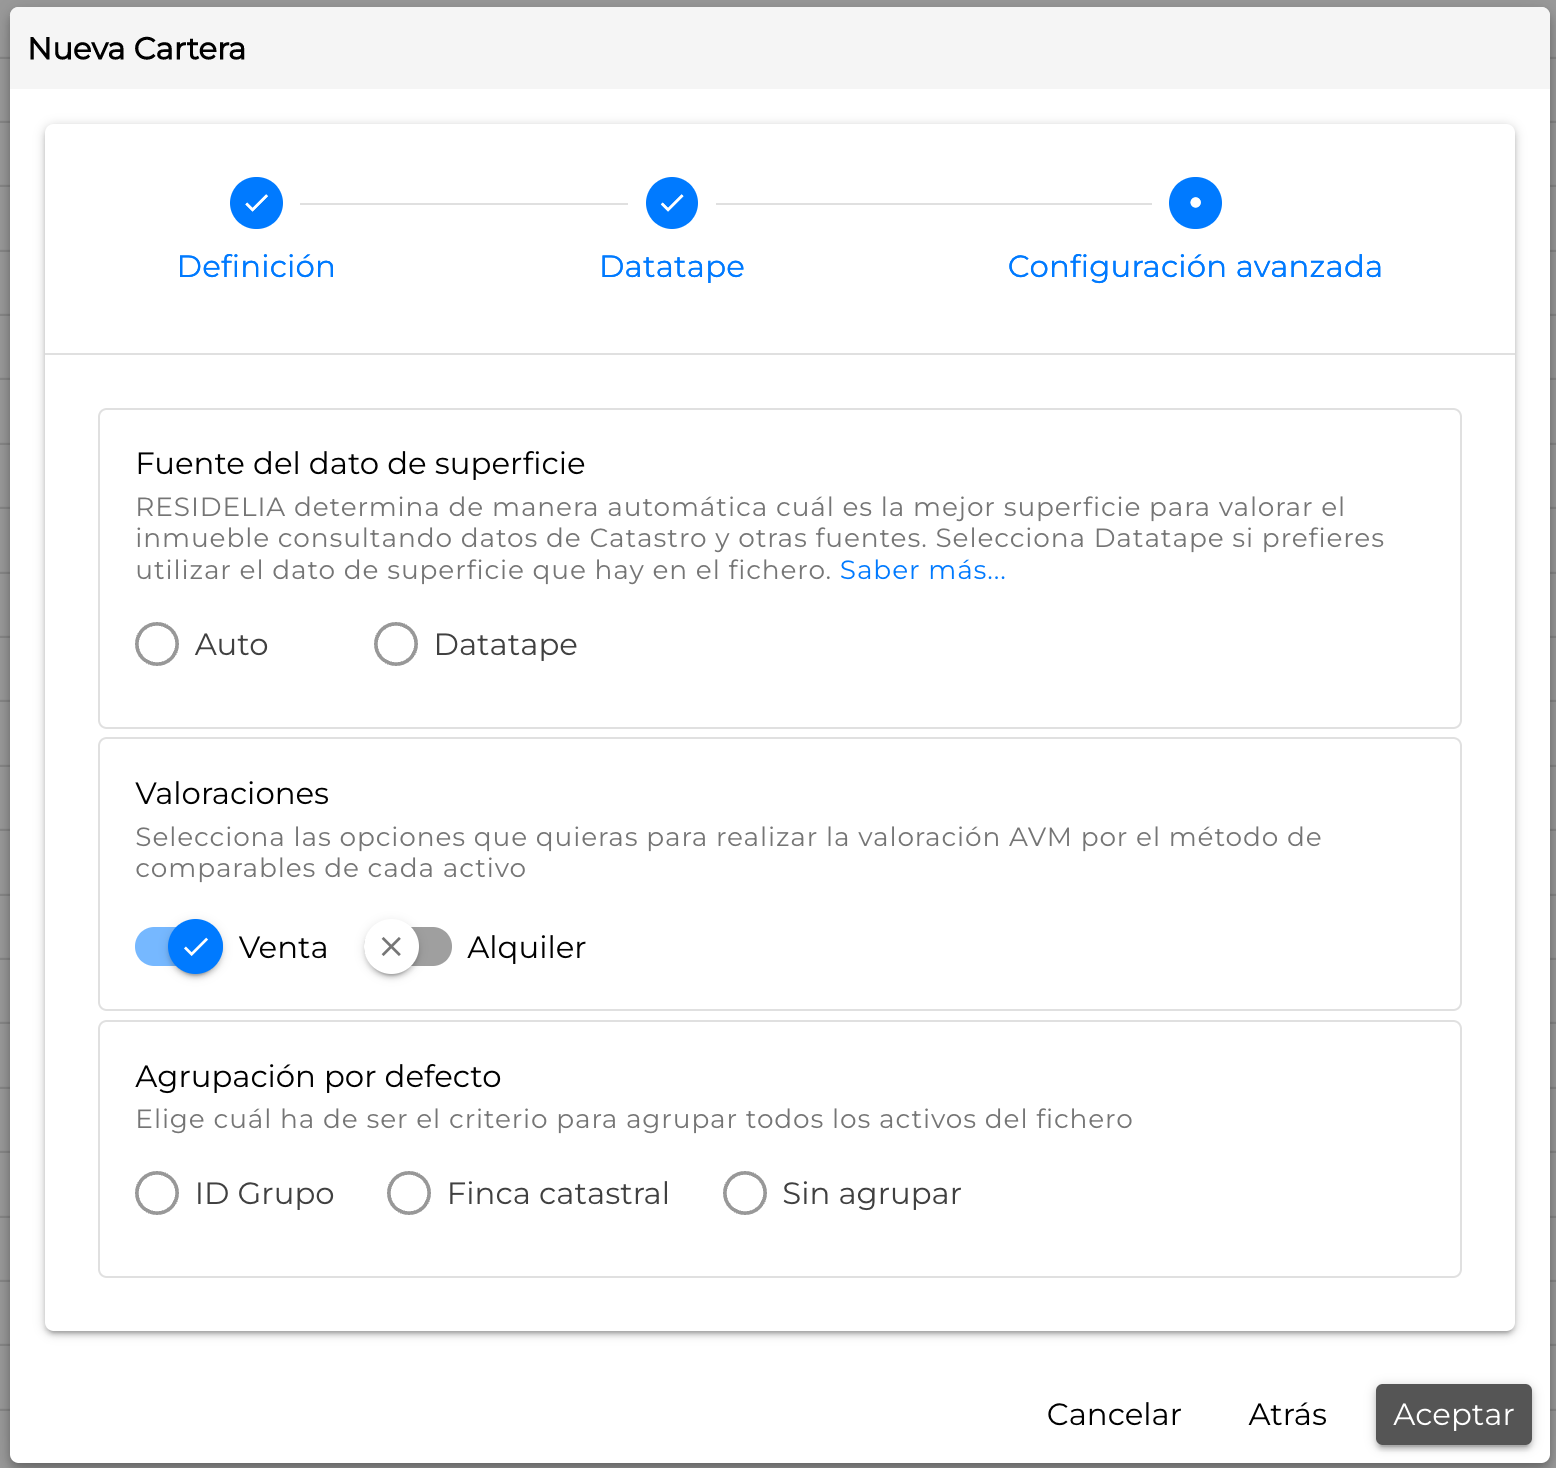 Nueva Cartera
Definición
Datatape
Configuración avanzada
Fuente del dato de superficie
RESIDELIA determina de manera automática cuál es la mejor superficie para valorar el
inmueble consultando datos de Catastro y otras fuentes. Selecciona Datatape si prefieres
utilizar el dato de superficie que hay en el fichero. Saber más...
Auto
Datatape
Valoraciones
Selecciona las opciones que quieras para realizar la valoración AVM por el método de
comparables de cada activo
Venta
Alquiler
Agrupación por defecto
Elige cuál ha de ser el criterio para agrupar todos los activos del fichero
ID Grupo
Finca catastral
Sin agrupar
Cancelar
Atrás
Aceptar